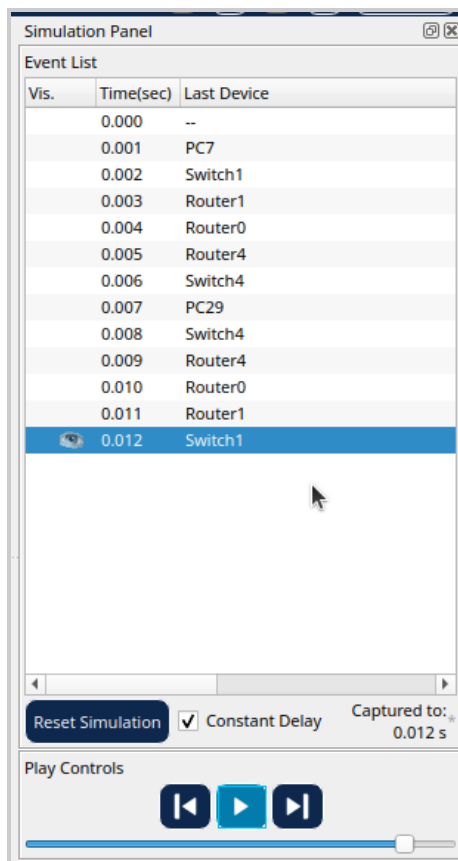 Simulation Panel
Event List
Vis. Time(sec) Last Device
0.000 --
0.001 PC7
0.002 Switch1
0.003 Router1
0.004 Router0
0.005 Router4
0.006 Switch4
0.007 PC29
0.008 Switch4
0.009 Router4
0.010 Router0
0.011 Router1
0.012 Switch1
Reset Simulation Constant Delay Captured to: *
0.012 s
Play Controls